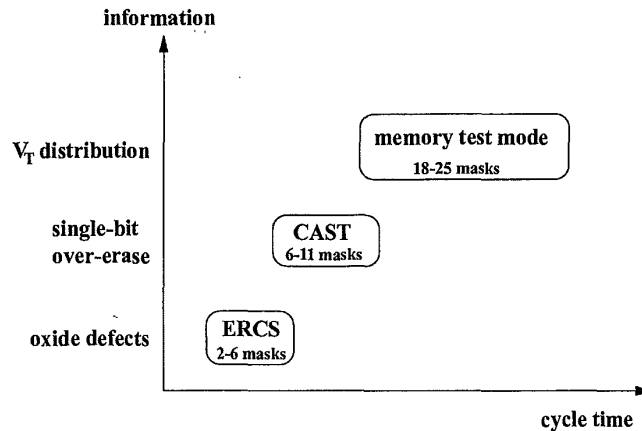 information
V_T distribution
memory test mode
18-25 masks
single-bit
over-erase
CAST
6-11 masks
oxide defects
ERCS
2-6 masks
cycle time